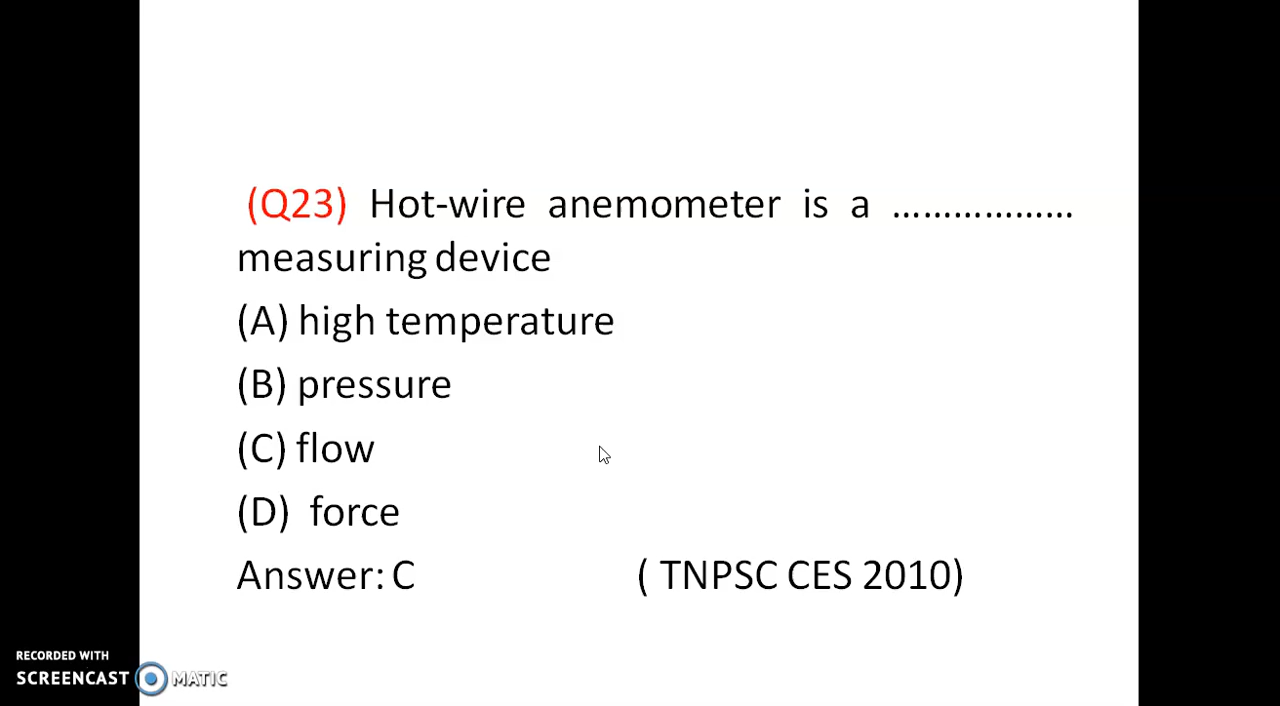 (Q23) Hot-wire anemometer is a ………………
measuring device
(A) high temperature
(B) pressure
(C) flow
(D) force
Answer: C ( TNPSC CES 2010)
RECORDED WITH
SCREENCAST MATIC